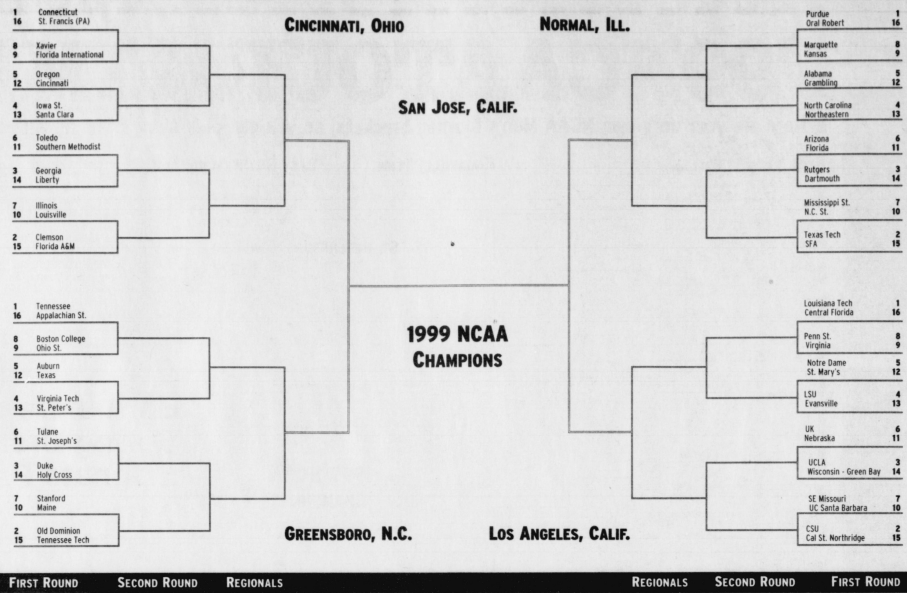 CINCINNATI, OHIO
NORMAL, ILL.
SAN JOSE, CALIF.
1 Connecticut
16 St. Francis (PA)
8 Xavier
9 Florida International
5 Oregon
12 Cincinnati
4 Iowa St.
13 Santa Clara
Toledo
11 Southern Methodist
3 Georgia
14 Liberty
7 Illinois
10 Louisville
2 Clemson
15 Florida A&M
1 Tennessee
16 Appalachian St.
8 Boston College
9 Ohio St.
5 Auburn
12 Texas
4 Virginia Tech
13 St. Peter's
6 Tulane
11 St. Joseph's
3 Duke
14 Holy Cross
7 Stanford
10 Maine
2 Old Dominion
15 Tennessee Tech
1999 NCAA
CHAMPIONS
Purdue 1
Oral Robert 16
Marquette 8
Kansas 9
Alabama 5
Grambling 12
North Carolina 4
Northeastern 13
Arizona 6
Florida 11
Rutgers 3
Dartmouth 14
Mississippi St. 7
N.C. St. 10
Texas Tech 2
SFA 15
Louisiana Tech 1
Central Florida 16
Penn St. 8
Virginia 9
Notre Dame 5
St. Mary's 12
LSU 4
Evansville 13
UK 6
Nebraska 11
UCLA 3
Wisconsin - Green Bay 14
SE Missouri 7
UC Santa Barbara 10
CSU 2
Cal St. Northridge 15
GREENSBORO, N.C.
LOS ANGELES, CALIF.
FIRST ROUND SECOND ROUND REGIONALS REGIONALS SECOND ROUND FIRST ROUND